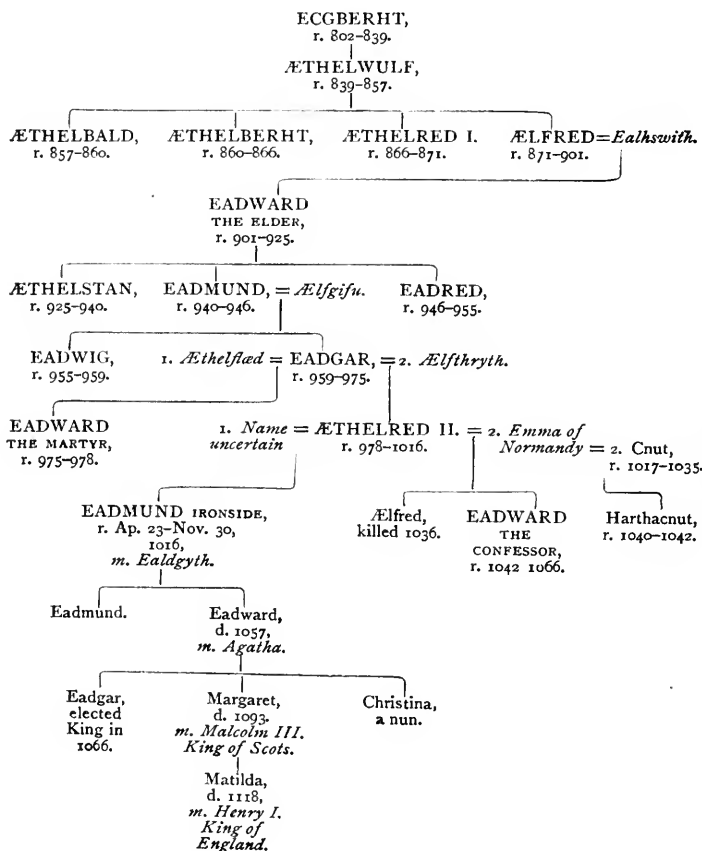 ECGBERHT,
r. 802–839.
ÆTHELWULF,
r. 839–857.
ÆTHELBALD,
r. 857–860.
ÆTHELBERHT,
r. 860–866.
ÆTHELRED I.
r. 866–871.
ÆLFRED = Ealhswith.
r. 871–901.
EADWARD
THE ELDER,
r. 901–925.
ÆTHELSTAN,
r. 925–940.
EADMUND, = Ælfgifu.
r. 940–946.
EADRED,
r. 946–955.
EADWIG,
r. 955–959.
1. Æthelflæd = EADGAR, = 2. Ælfthryth.
r. 959–975.
EADWARD
THE MARTYR,
r. 975–978.
1. Name = ÆTHELRED II. = 2. Emma of
uncertain r. 978–1016. Normandy = 2. Cnut,
r. 1017–1035.
EADMUND IRONSIDE,
r. Ap. 23–Nov. 30,
1016,
m. Ealdgyth.
Ælfred,
killed 1036.
EADWARD
THE
CONFESSOR,
r. 1042 1066.
Harthacnut,
r. 1040–1042.
Eadmund.
Eadward,
d. 1057,
m. Agatha.
Eadgar,
elected
King in
1066.
Margaret,
d. 1093.
m. Malcolm III.
King of Scots.
Christina,
a nun.
Matilda,
d. 1118,
m. Henry I.
King of
England.